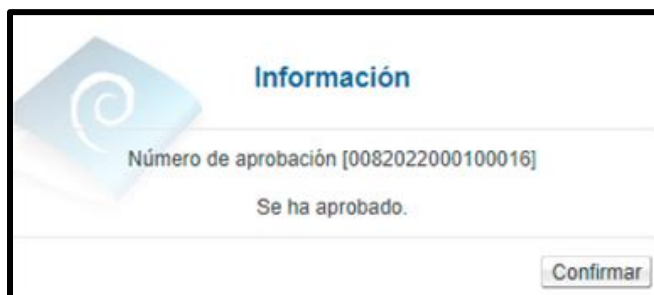 Información
Número de aprobación [0082022000100016]
Se ha aprobado.
Confirmar